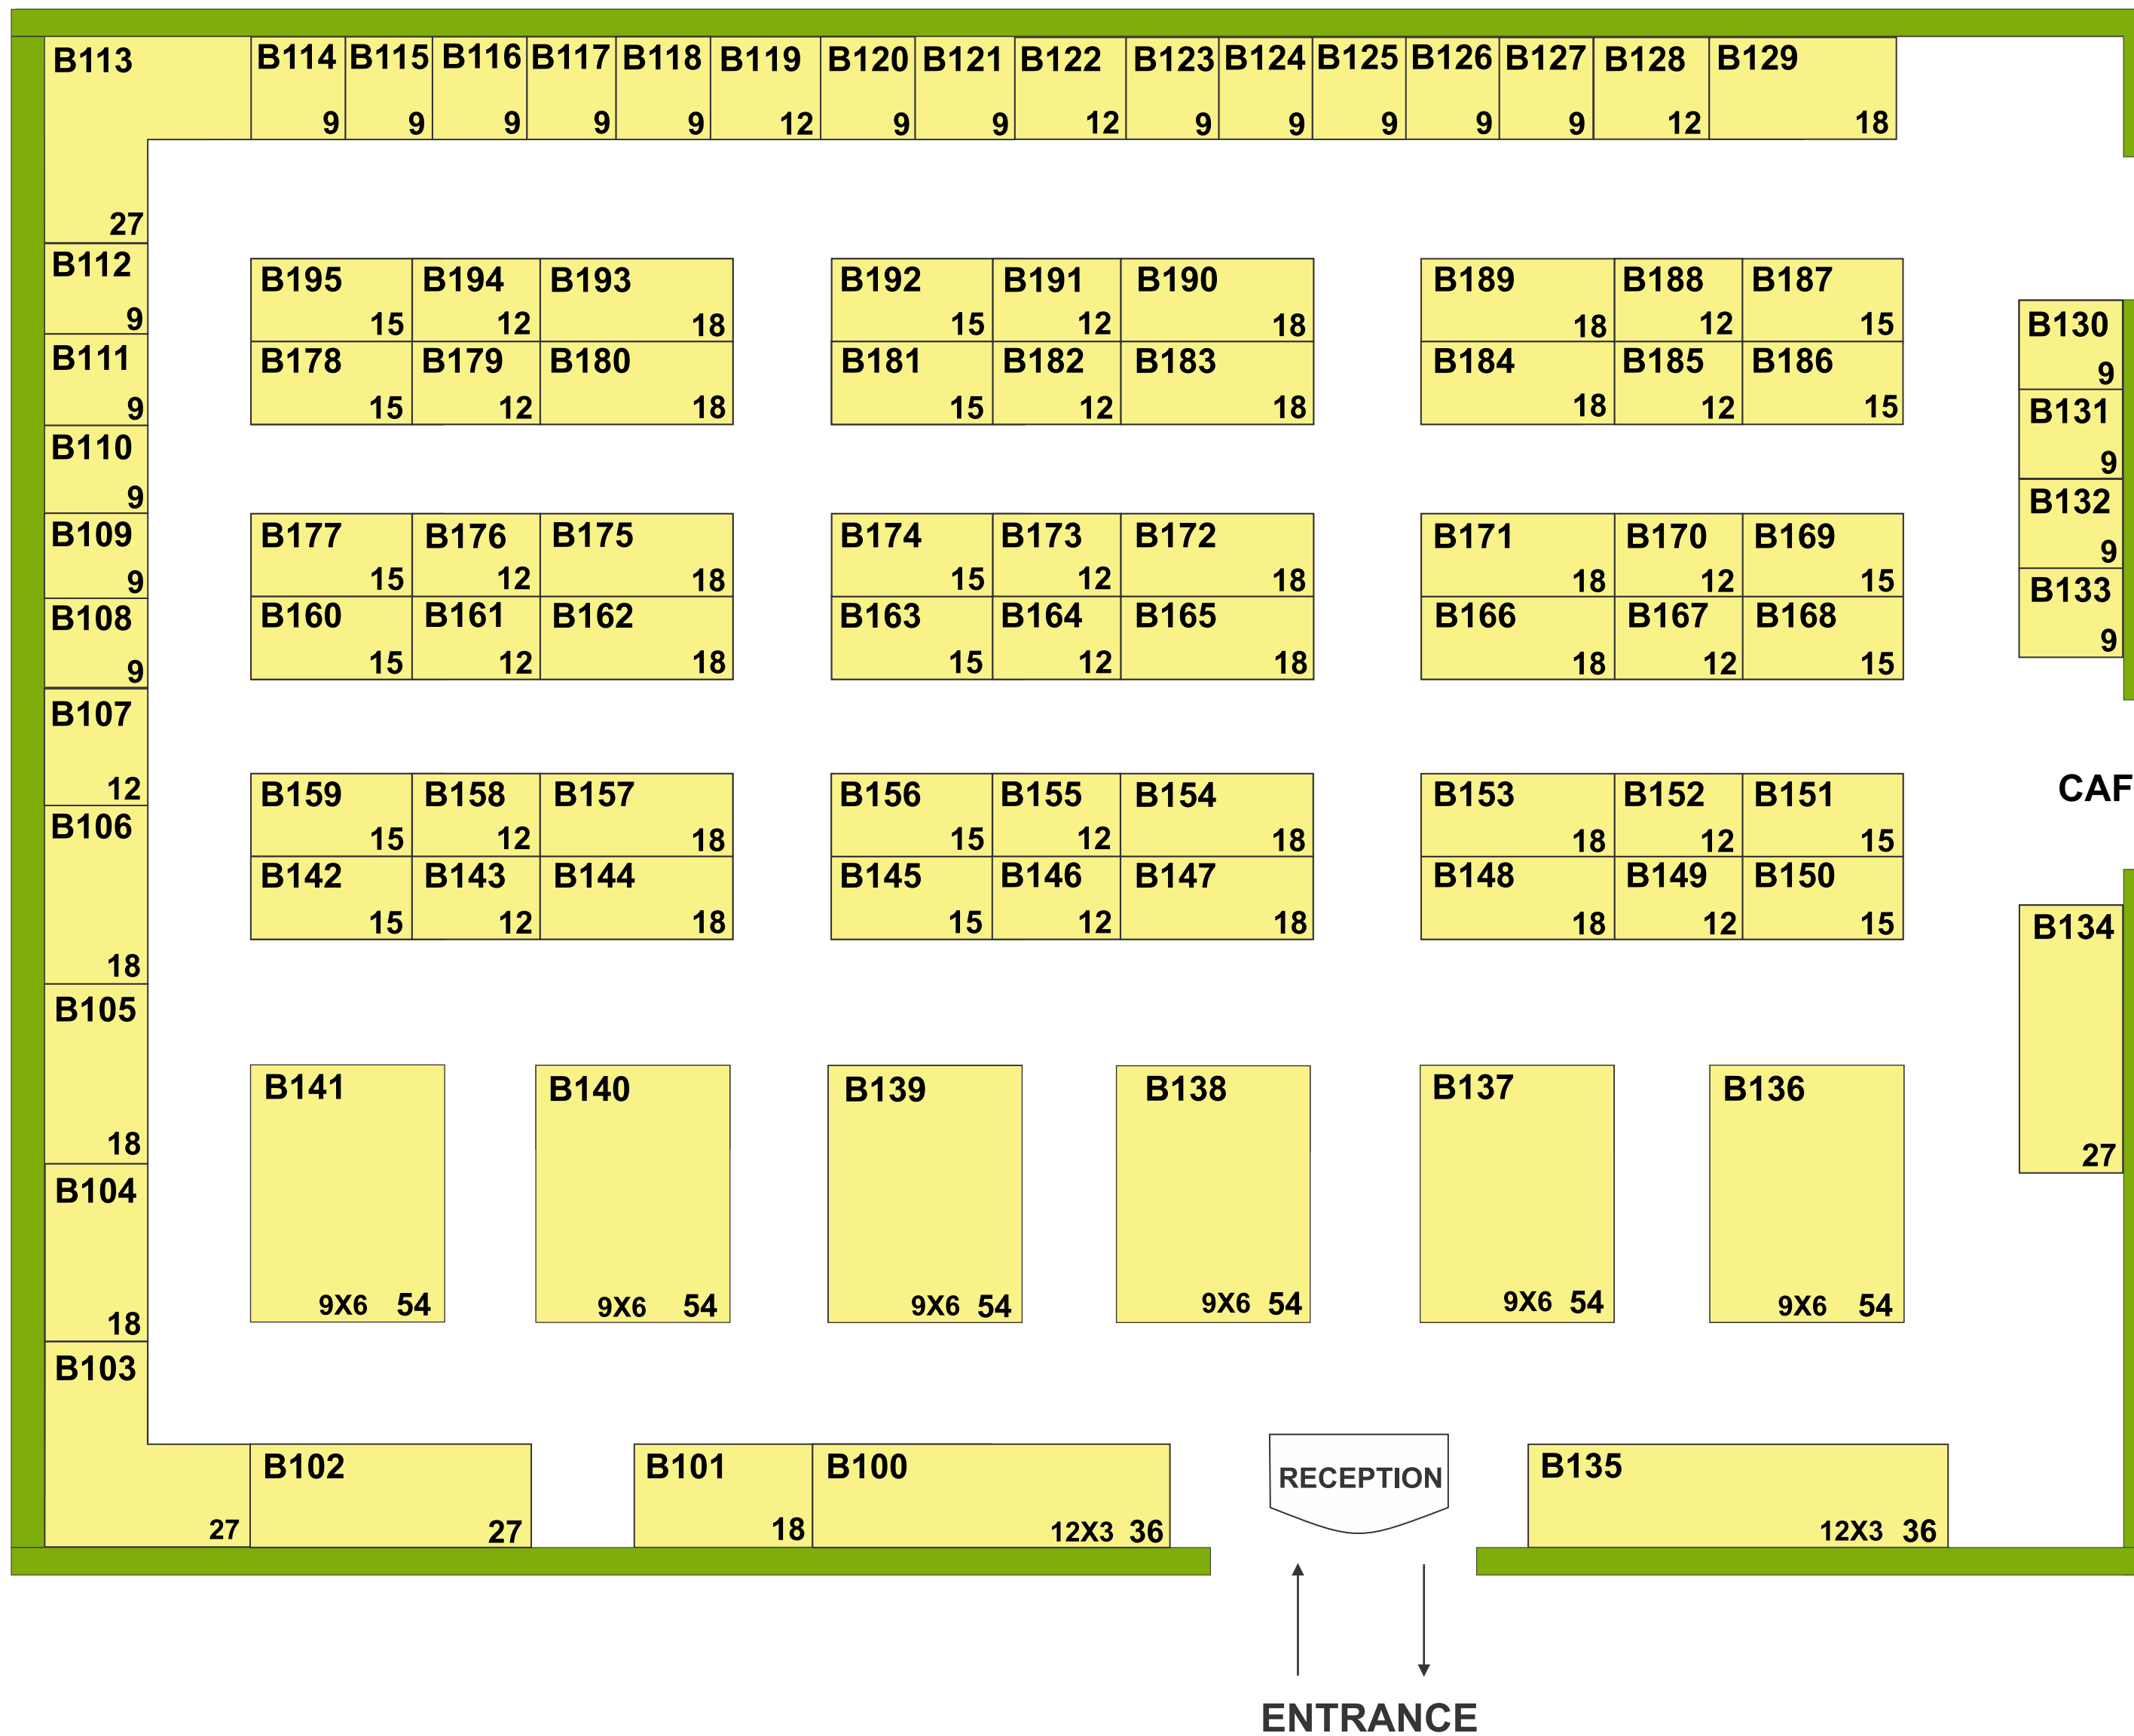 B113 B114 B115 B116 B117 B118 B119 B120 B121 B122 B123 B124 B125 B126 B127 B128 B129
9 9 9 9 9 12 9 9 12 9 9 9 9 9 12 18
27
B112
9
B195 B194 B193 B192 B191 B190 B189 B188 B187
15 12 18 15 12 18 18 12 15
B130
9
B111
9
B178 B179 B180 B181 B182 B183 B184 B185 B186
15 12 18 15 12 18 18 12 15
B131
9
B110
9
B132
9
B109
9
B177 B176 B175 B174 B173 B172 B171 B170 B169
15 12 18 15 12 18 18 12 15
B133
9
B108
9
B160 B161 B162 B163 B164 B165 B166 B167 B168
15 12 18 15 12 18 18 12 15
B107
12
B159 B158 B157 B156 B155 B154 B153 B152 B151
15 12 18 15 12 18 18 12 15
CAF
B106
18
B142 B143 B144 B145 B146 B147 B148 B149 B150
15 12 18 15 12 18 18 12 15
B134
27
B105
18
B141 B140 B139 B138 B137 B136
9X6 54 9X6 54 9X6 54 9X6 54 9X6 54 9X6 54
B104
18
B103
27
B102
27
B101
18
B100
12X3 36
RECEPTION
B135
12X3 36
ENTRANCE